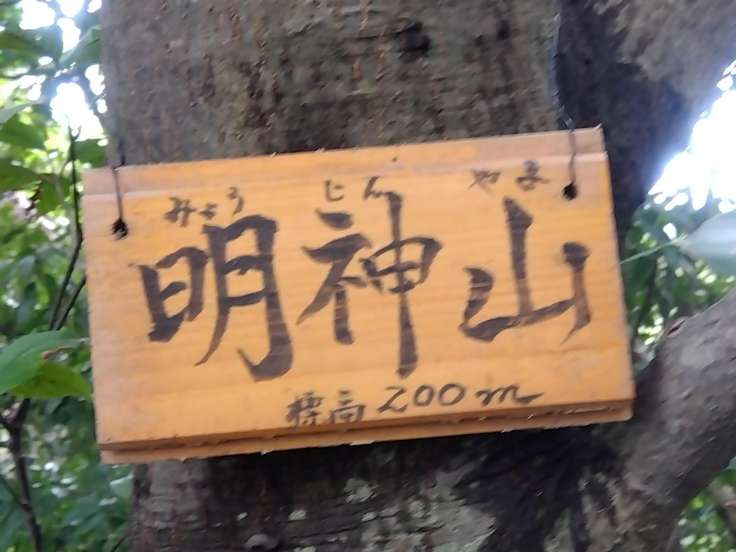 みょう じん やま
明神山
標高 200m